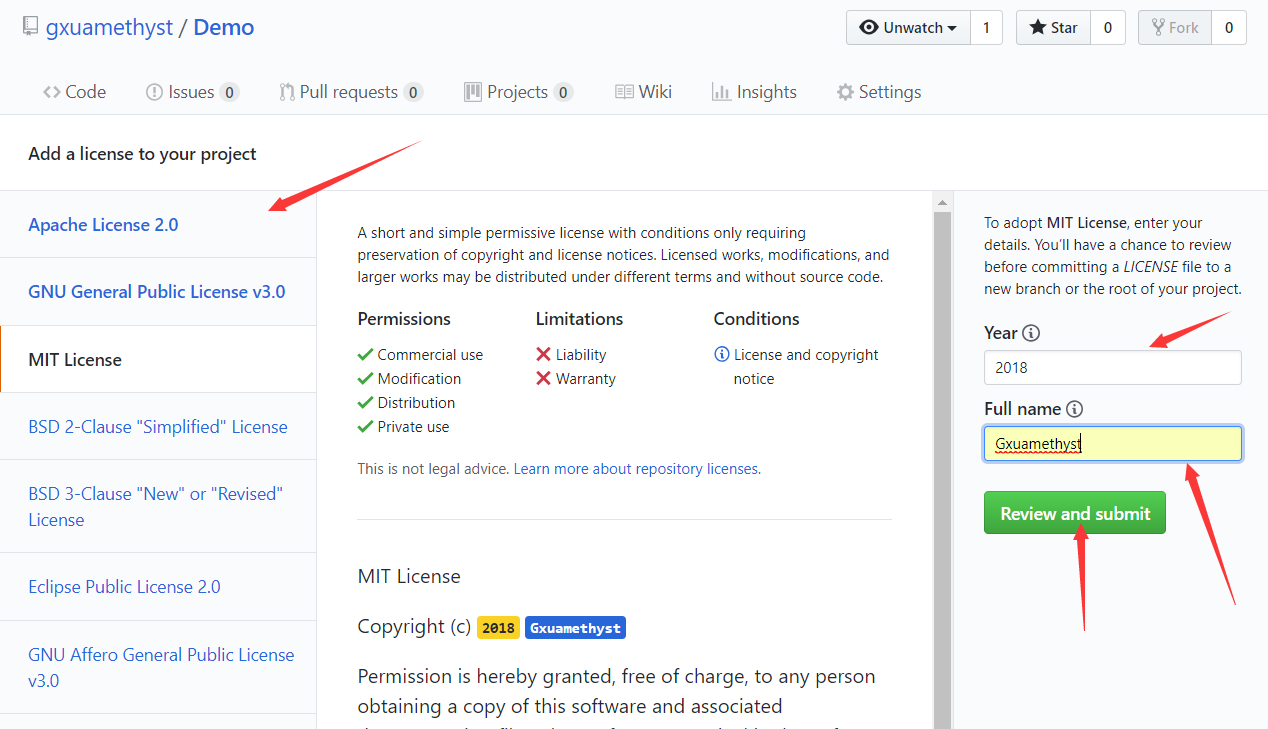 gxuamethyst / Demo
Unwatch 1 Star 0 Fork 0
Code Issues 0 Pull requests 0 Projects 0 Wiki Insights Settings
Add a license to your project
Apache License 2.0
GNU General Public License v3.0
MIT License
BSD 2-Clause "Simplified" License
BSD 3-Clause "New" or "Revised"
License
Eclipse Public License 2.0
GNU Affero General Public License
v3.0
A short and simple permissive license with conditions only requiring
preservation of copyright and license notices. Licensed works, modifications, and
larger works may be distributed under different terms and without source code.
Permissions
Commercial use
Modification
Distribution
Private use
Limitations
Liability
Warranty
Conditions
License and copyright
notice
This is not legal advice. Learn more about repository licenses.
MIT License
Copyright (c) 2018 Gxuamethyst
Permission is hereby granted, free of charge, to any person
obtaining a copy of this software and associated
To adopt MIT License, enter your
details. You’ll have a chance to review
before committing a LICENSE file to a
new branch or the root of your project.
Year
2018
Full name
Gxuamethyst
Review and submit